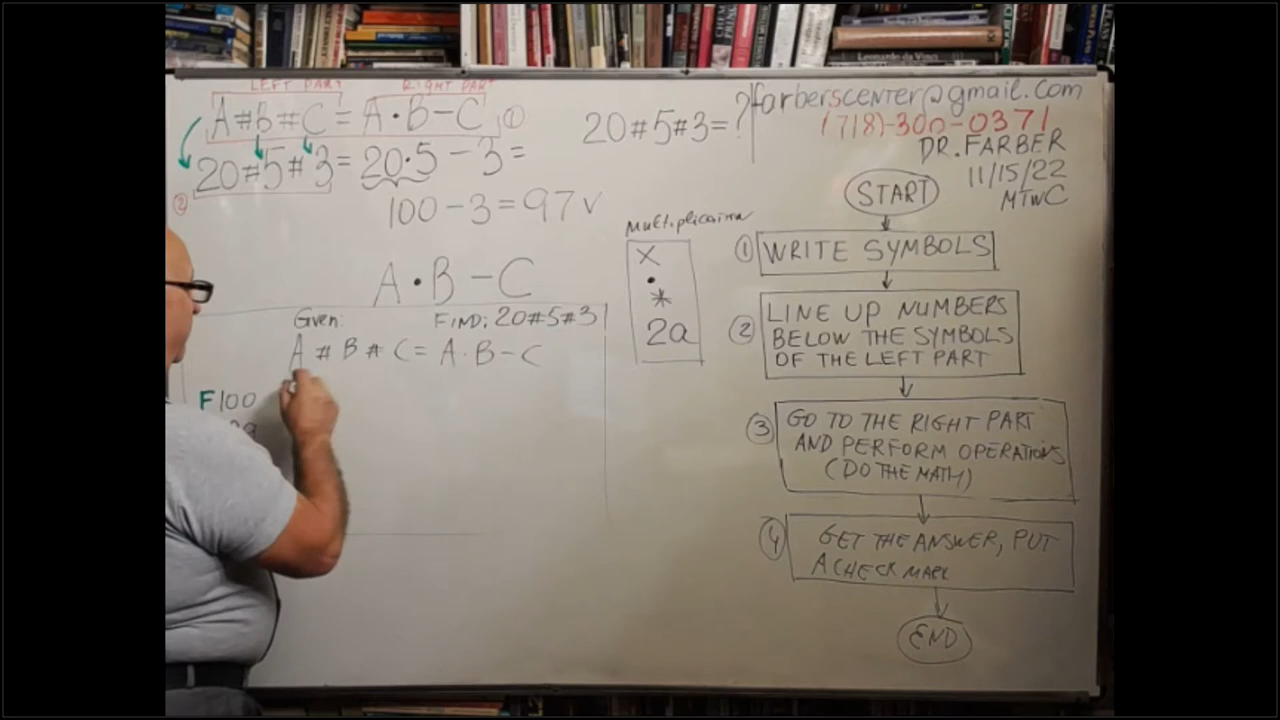 LEFT PART RIGHT PART
A#B#C = A·B-C ①
20#5#3 = 20·5 - 3 =
②
100-3=97 ✓
A·B-C
Given: FIND: 20#5#3
A # B # C = A·B-C
F100
20#5#3=?
Multiplication
X
•
*
2a
farberscenter@gmail.com
(718)-300-0371
DR.FARBER
11/15/22
MTWC
START
① WRITE SYMBOLS
② LINE UP NUMBERS
BELOW THE SYMBOLS
OF THE LEFT PART
③ GO TO THE RIGHT PART
AND PERFORM OPERATIONS
(DO THE MATH)
④ GET THE ANSWER, PUT
A CHECK MARK
END
Leonardo da Vinci